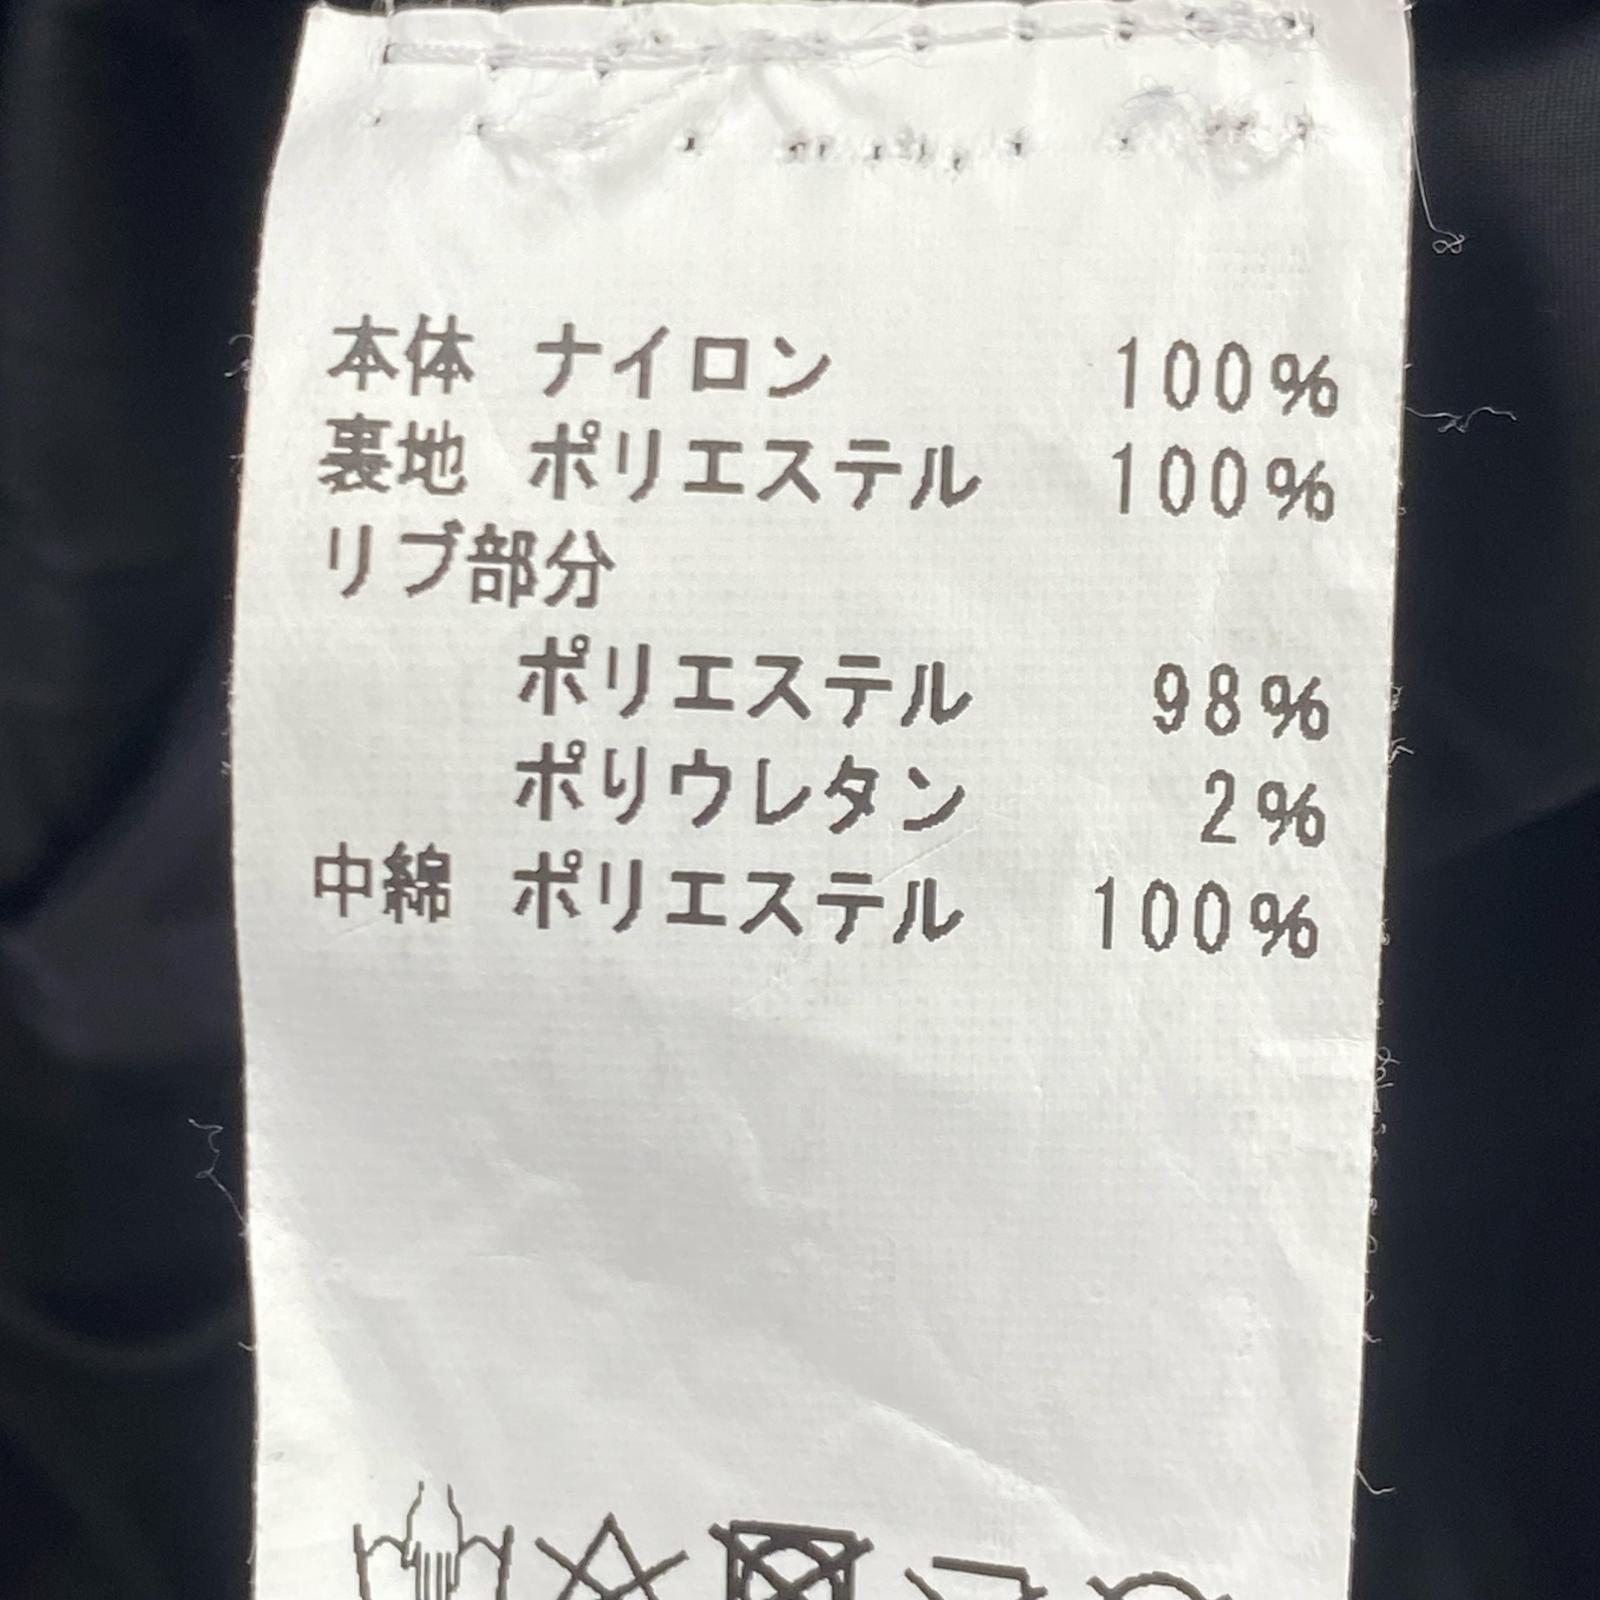 本体 ナイロン 100%
裏地 ポリエステル 100%
リブ部分
ポリエステル 98%
ポリウレタン 2%
中綿 ポリエステル 100%